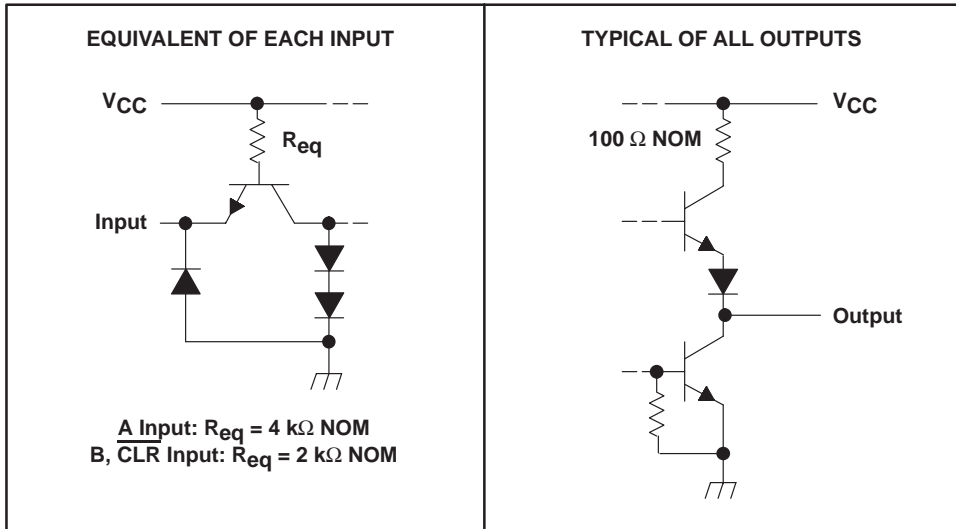 EQUIVALENT OF EACH INPUT
VCC
Req
Input
A Input: Req = 4 kΩ NOM
B, C̅L̅R̅ Input: Req = 2 kΩ NOM
TYPICAL OF ALL OUTPUTS
VCC
100 Ω NOM
Output